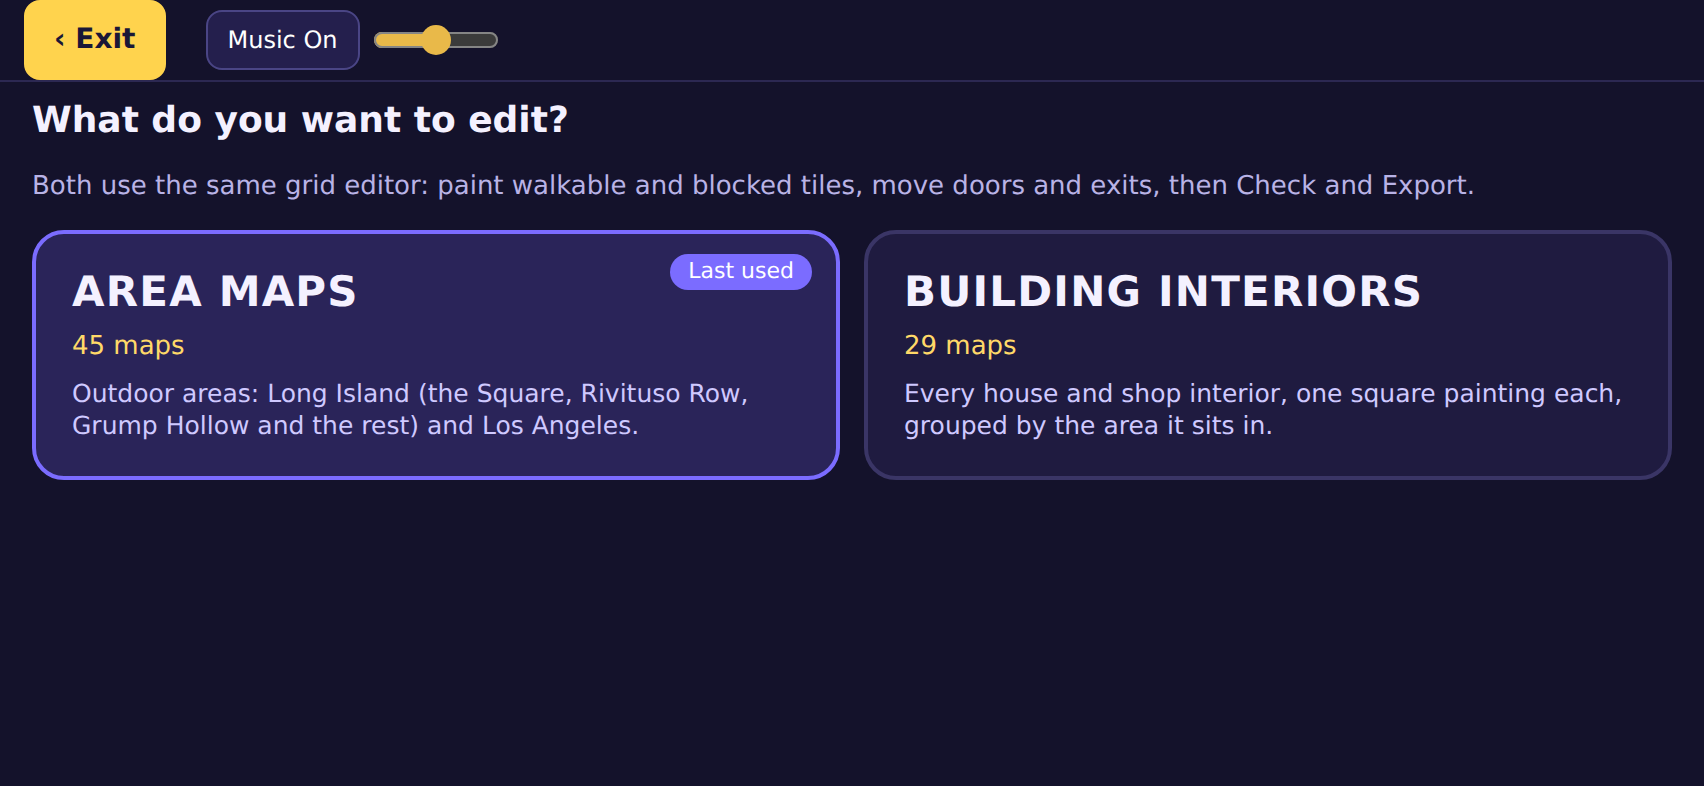 ‹ Exit
Music On
What do you want to edit?
Both use the same grid editor: paint walkable and blocked tiles, move doors and exits, then Check and Export.
AREA MAPS
Last used
45 maps
Outdoor areas: Long Island (the Square, Rivituso Row,
Grump Hollow and the rest) and Los Angeles.
BUILDING INTERIORS
29 maps
Every house and shop interior, one square painting each,
grouped by the area it sits in.